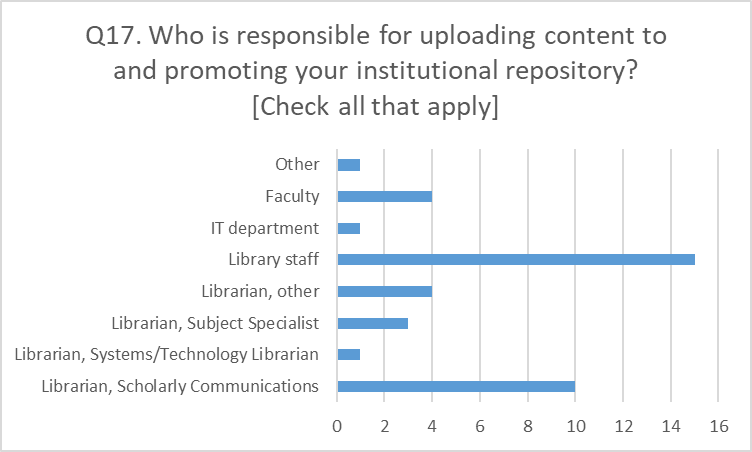 Q17. Who is responsible for uploading content to
and promoting your institutional repository?
[Check all that apply]
Other
Faculty
IT department
Library staff
Librarian, other
Librarian, Subject Specialist
Librarian, Systems/Technology Librarian
Librarian, Scholarly Communications
0 2 4 6 8 10 12 14 16